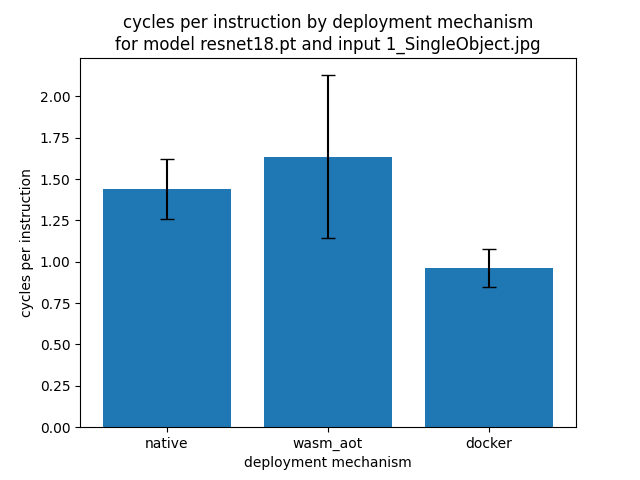 cycles per instruction by deployment mechanism
for model resnet18.pt and input 1_SingleObject.jpg
cycles per instruction
2.00
1.75
1.50
1.25
1.00
0.75
0.50
0.25
0.00
native
wasm_aot
docker
deployment mechanism